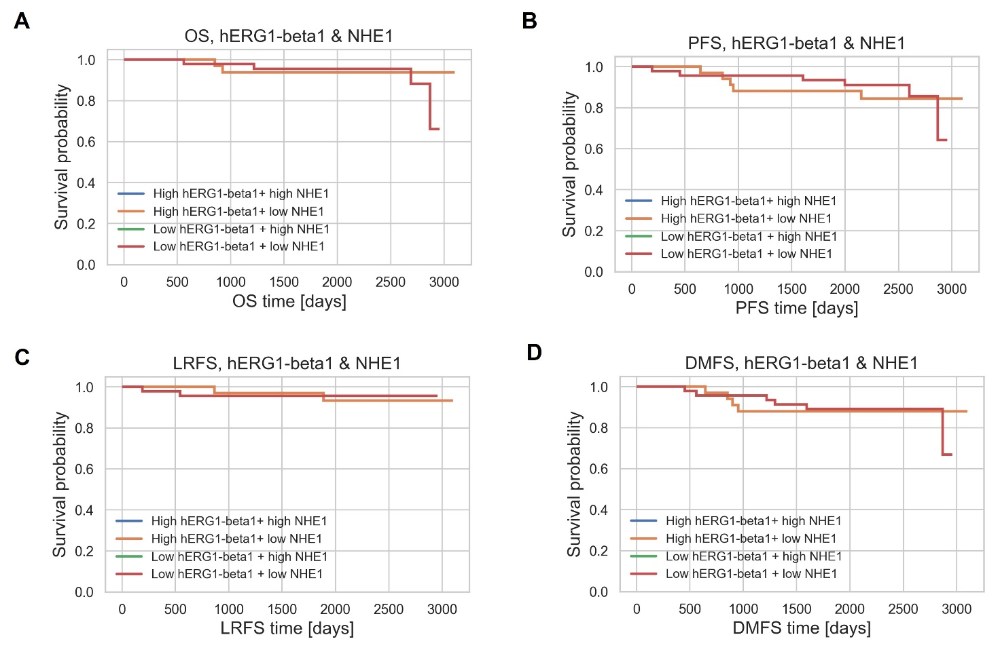 A
OS, hERG1-beta1 & NHE1
Survival probability
1.0
0.8
0.6
0.4
0.2
0.0
High hERG1-beta1+ high NHE1
High hERG1-beta1+ low NHE1
Low hERG1-beta1 + high NHE1
Low hERG1-beta1 + low NHE1
0 500 1000 1500 2000 2500 3000
OS time [days]
B
PFS, hERG1-beta1 & NHE1
Survival probability
1.0
0.8
0.6
0.4
0.2
0.0
High hERG1-beta1+ high NHE1
High hERG1-beta1+ low NHE1
Low hERG1-beta1 + high NHE1
Low hERG1-beta1 + low NHE1
0 500 1000 1500 2000 2500 3000
PFS time [days]
C
LRFS, hERG1-beta1 & NHE1
Survival probability
1.0
0.8
0.6
0.4
0.2
0.0
High hERG1-beta1+ high NHE1
High hERG1-beta1+ low NHE1
Low hERG1-beta1 + high NHE1
Low hERG1-beta1 + low NHE1
0 500 1000 1500 2000 2500 3000
LRFS time [days]
D
DMFS, hERG1-beta1 & NHE1
Survival probability
1.0
0.8
0.6
0.4
0.2
0.0
High hERG1-beta1+ high NHE1
High hERG1-beta1+ low NHE1
Low hERG1-beta1 + high NHE1
Low hERG1-beta1 + low NHE1
0 500 1000 1500 2000 2500 3000
DMFS time [days]